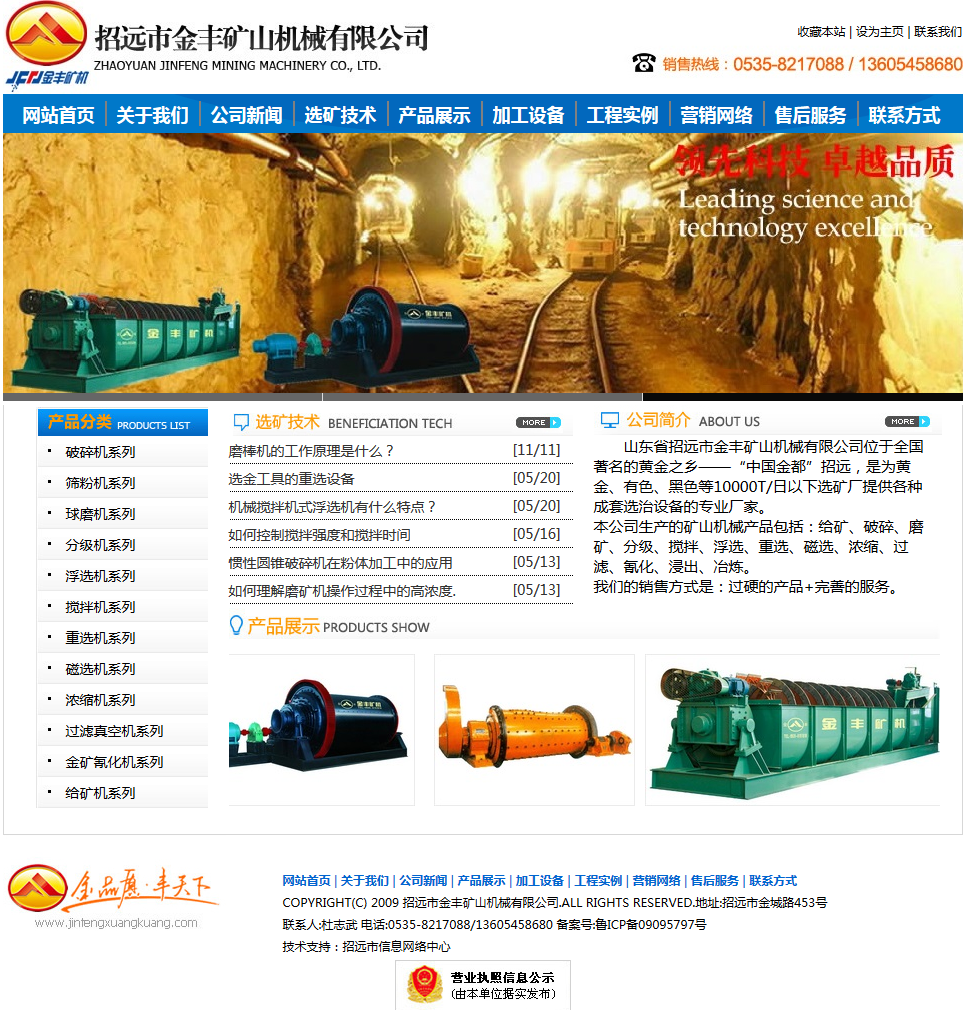 招远市金丰矿山机械有限公司
ZHAOYUAN JINFENG MINING MACHINERY CO., LTD.
JFKJ金丰矿机
收藏本站 | 设为主页 | 联系我们
销售热线：0535-8217088 / 13605458680
网站首页 | 关于我们 | 公司新闻 | 选矿技术 | 产品展示 | 加工设备 | 工程实例 | 营销网络 | 售后服务 | 联系方式
领先科技 卓越品质
Leading science and
technology excellence
金丰矿机
金丰矿机
产品分类 PRODUCTS LIST
破碎机系列
筛粉机系列
球磨机系列
分级机系列
浮选机系列
搅拌机系列
重选机系列
磁选机系列
浓缩机系列
过滤真空机系列
金矿氰化机系列
给矿机系列
选矿技术 BENEFICIATION TECH MORE
磨棒机的工作原理是什么？ [11/11]
选金工具的重选设备 [05/20]
机械搅拌机式浮选机有什么特点？ [05/20]
如何控制搅拌强度和搅拌时间 [05/16]
惯性圆锥破碎机在粉体加工中的应用 [05/13]
如何理解磨矿机操作过程中的高浓度. [05/13]
公司简介 ABOUT US MORE
山东省招远市金丰矿山机械有限公司位于全国
著名的黄金之乡——“中国金都”招远，是为黄
金、有色、黑色等10000T/日以下选矿厂提供各种
成套选冶设备的专业厂家。
本公司生产的矿山机械产品包括：给矿、破碎、磨
矿、分级、搅拌、浮选、重选、磁选、浓缩、过
滤、氰化、浸出、冶炼。
我们的销售方式是：过硬的产品+完善的服务。
产品展示 PRODUCTS SHOW
金丰矿机
金丰矿机
金品质·丰天下
www.jinfengxuangkuang.com
网站首页 | 关于我们 | 公司新闻 | 产品展示 | 加工设备 | 工程实例 | 营销网络 | 售后服务 | 联系方式
COPYRIGHT(C) 2009 招远市金丰矿山机械有限公司.ALL RIGHTS RESERVED.地址:招远市金城路453号
联系人:杜志武 电话:0535-8217088/13605458680 备案号:鲁ICP备09095797号
技术支持：招远市信息网络中心
营业执照信息公示
(由本单位据实发布)